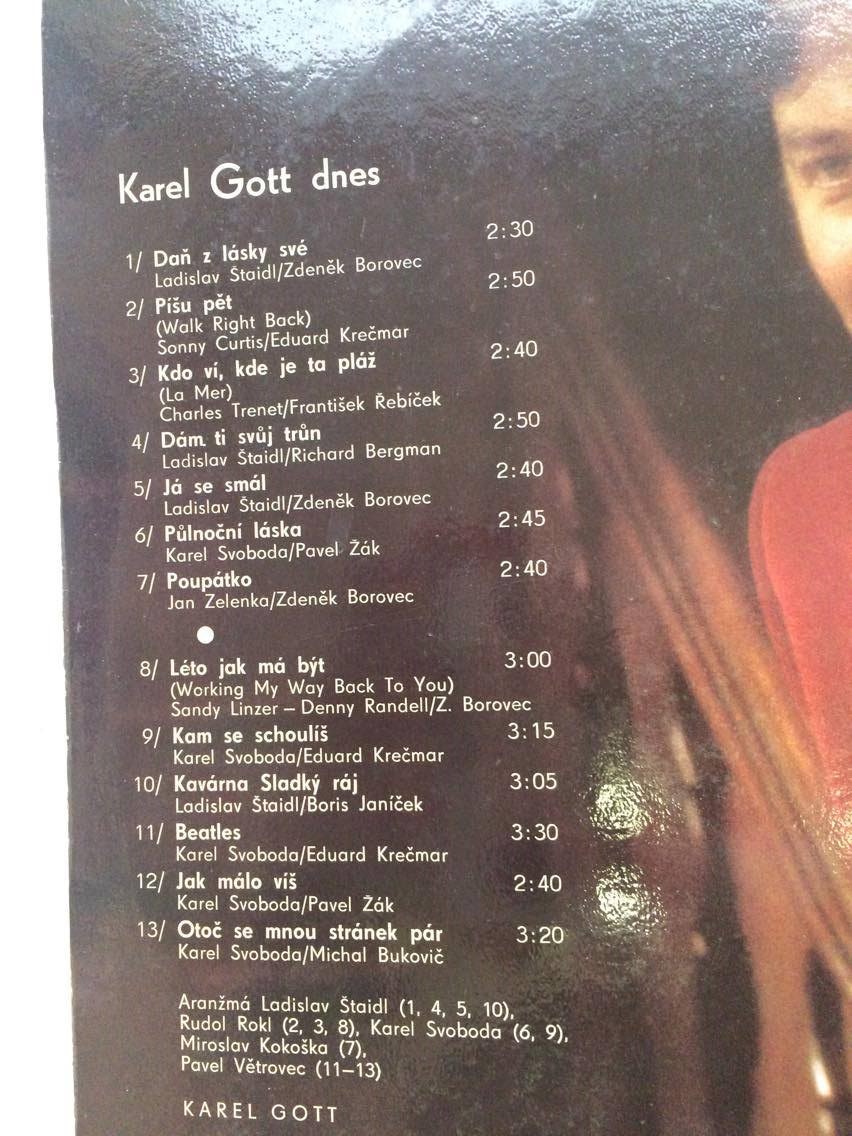 Karel Gott dnes
1/ Daň z lásky své 2:30
Ladislav Štaidl/Zdeněk Borovec
2/ Píšu pět 2:50
(Walk Right Back)
Sonny Curtis/Eduard Krečmar
3/ Kdo ví, kde je ta pláž 2:40
(La Mer)
Charles Trenet/František Řebíček
4/ Dám ti svůj trůn 2:50
Ladislav Štaidl/Richard Bergman
5/ Já se smál 2:40
Ladislav Štaidl/Zdeněk Borovec
6/ Půlnoční láska 2:45
Karel Svoboda/Pavel Žák
7/ Poupátko 2:40
Jan Zelenka/Zdeněk Borovec
8/ Léto jak má být 3:00
(Working My Way Back To You)
Sandy Linzer – Denny Randell/Z. Borovec
9/ Kam se schoulíš 3:15
Karel Svoboda/Eduard Krečmar
10/ Kavárna Sladký ráj 3:05
Ladislav Štaidl/Boris Janíček
11/ Beatles 3:30
Karel Svoboda/Eduard Krečmar
12/ Jak málo víš 2:40
Karel Svoboda/Pavel Žák
13/ Otoč se mnou stránek pár 3:20
Karel Svoboda/Michal Bukovič
Aranžmá Ladislav Štaidl (1, 4, 5, 10),
Rudol Rokl (2, 3, 8), Karel Svoboda (6, 9),
Miroslav Kokoška (7),
Pavel Větrovec (11–13)
KAREL GOTT